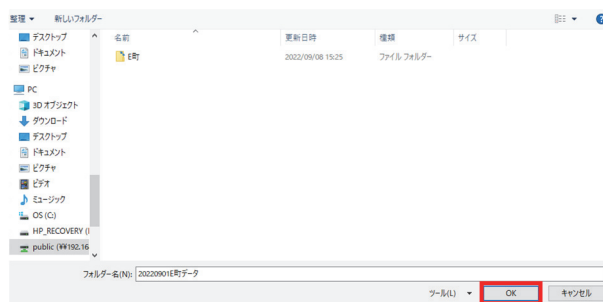 整理 ▼ 新しいフォルダー
デスクトップ
ドキュメント
ピクチャ
PC
3D オブジェクト
ダウンロード
デスクトップ
ドキュメント
ピクチャ
ビデオ
ミュージック
OS (C:)
HP_RECOVERY (I
public (¥¥192.16
名前 更新日時 種類 サイズ
E町 2022/09/08 15:25 ファイル フォルダー
フォルダー名(N): 20220901E町データ
ツール(L) ▼ OK キャンセル